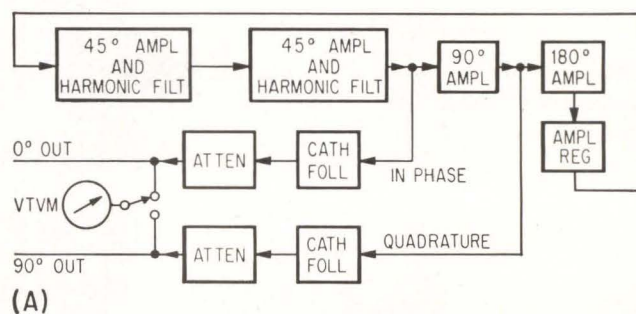 45° AMPL
AND
HARMONIC FILT
45° AMPL
AND
HARMONIC FILT
90°
AMPL
180°
AMPL
AMPL
REG
0° OUT
ATTEN
CATH
FOLL
IN PHASE
VTVM
90° OUT
ATTEN
CATH
FOLL
QUADRATURE
(A)